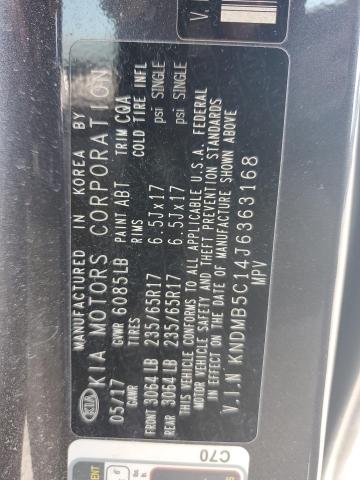 MANUFACTURED IN KOREA BY
KIA KIA MOTORS CORPORATION
05/17 GVWR 6085LB PAINT ABT TRIM CQA
GAWR TIRES RIMS COLD TIRE INFL
FRONT 3064LB 235/65R17 6.5Jx17 psi SINGLE
REAR 3064LB 235/65R17 6.5Jx17 psi SINGLE
THIS VEHICLE CONFORMS TO ALL APPLICABLE U.S.A. FEDERAL
MOTOR VEHICLE SAFETY AND THEFT PREVENTION STANDARDS
IN EFFECT ON THE DATE OF MANUFACTURE SHOWN ABOVE
V.I.N KNDMB5C14J6363168
MPV
C70